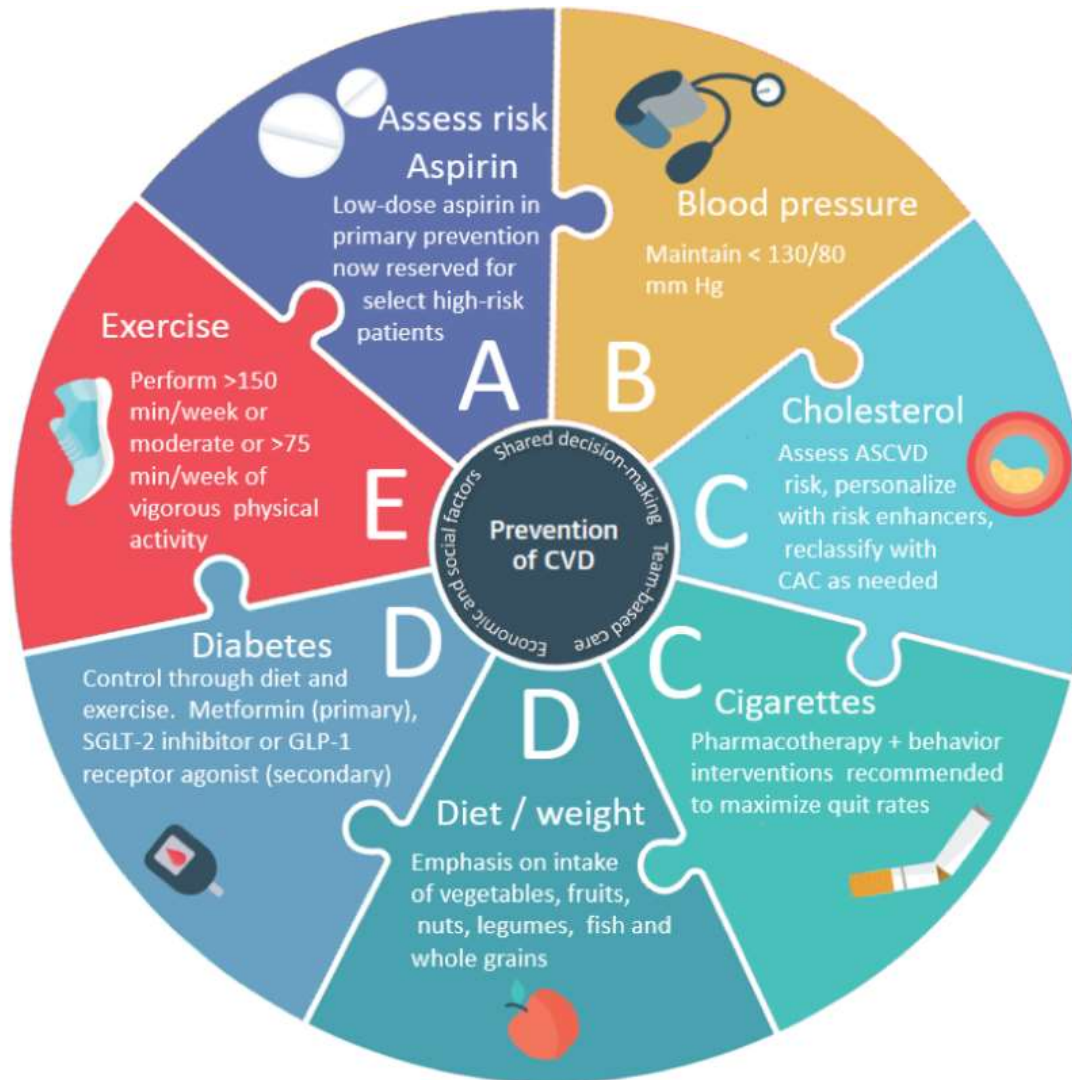 Assess risk
Aspirin
Low-dose aspirin in
primary prevention
now reserved for
select high-risk
patients
A
Blood pressure
Maintain < 130/80
mm Hg
B
Cholesterol
Assess ASCVD
risk, personalize
with risk enhancers,
reclassify with
CAC as needed
C
Cigarettes
Pharmacotherapy + behavior
interventions recommended
to maximize quit rates
C
Diet / weight
Emphasis on intake
of vegetables, fruits,
nuts, legumes, fish and
whole grains
D
Diabetes
Control through diet and
exercise. Metformin (primary),
SGLT-2 inhibitor or GLP-1
receptor agonist (secondary)
D
Exercise
Perform >150
min/week or
moderate or >75
min/week of
vigorous physical
activity
E
Shared decision-making
Team-based care
Economic and social factors
Prevention
of CVD